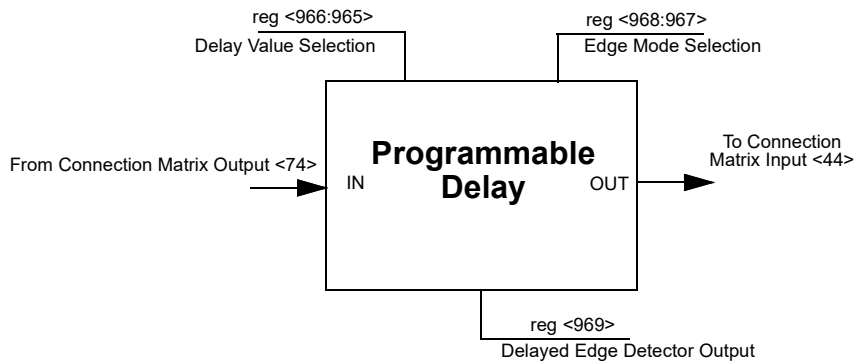 reg <966:965>
Delay Value Selection
reg <968:967>
Edge Mode Selection
From Connection Matrix Output <74>
IN
Programmable
Delay
OUT
To Connection
Matrix Input <44>
reg <969>
Delayed Edge Detector Output